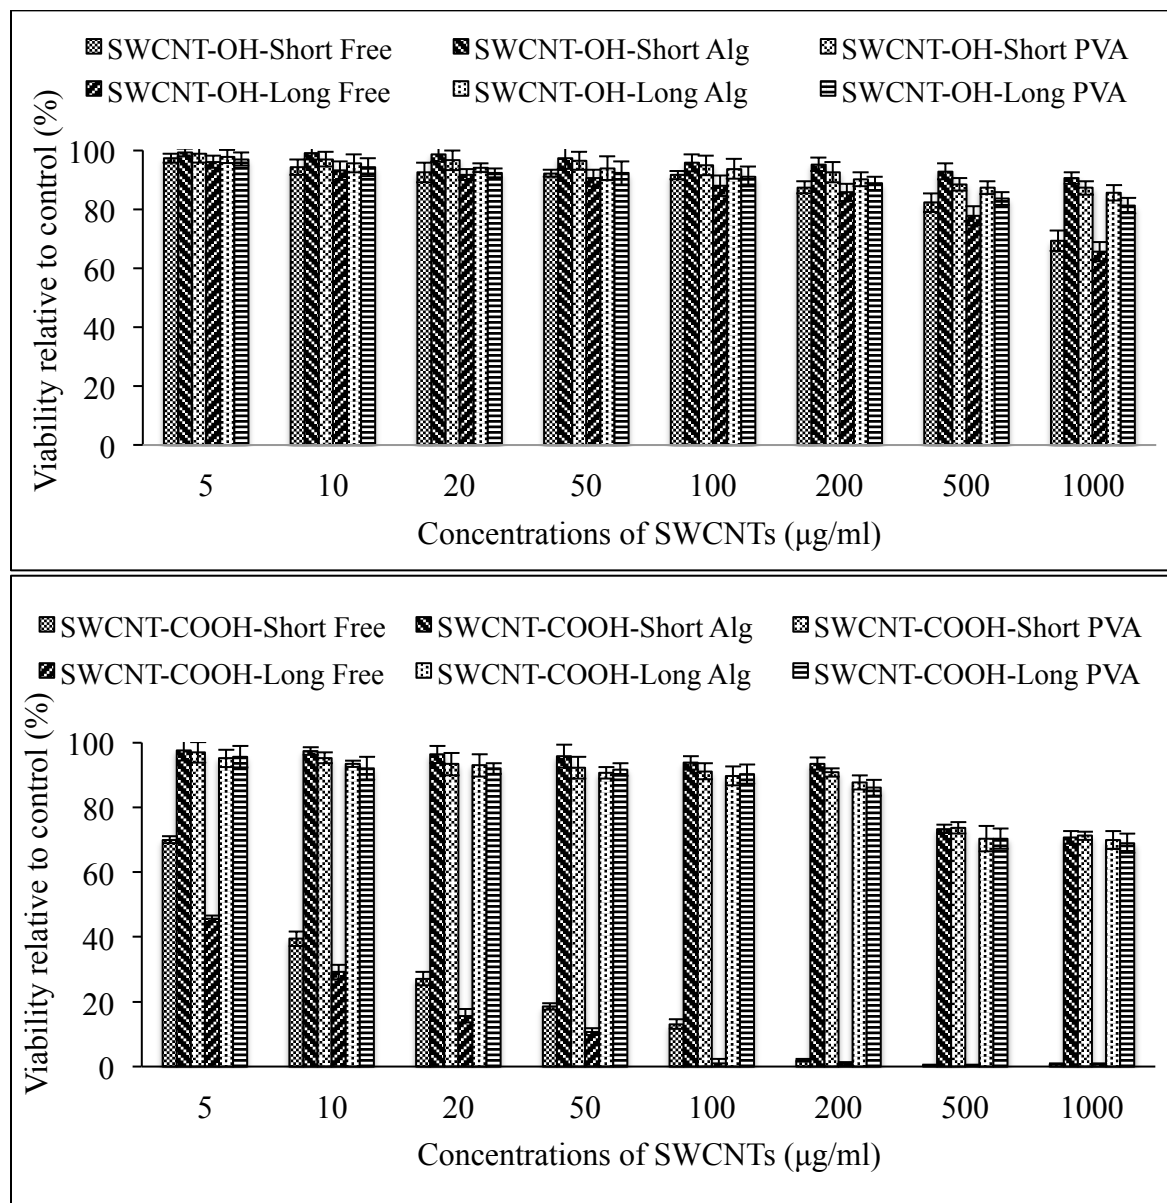 SWCNT-OH-Short Free SWCNT-OH-Short Alg SWCNT-OH-Short PVA
SWCNT-OH-Long Free SWCNT-OH-Long Alg SWCNT-OH-Long PVA
Viability relative to control (%)
100
80
60
40
20
0
5 10 20 50 100 200 500 1000
Concentrations of SWCNTs (μg/ml)
SWCNT-COOH-Short Free SWCNT-COOH-Short Alg SWCNT-COOH-Short PVA
SWCNT-COOH-Long Free SWCNT-COOH-Long Alg SWCNT-COOH-Long PVA
Viability relative to control (%)
100
80
60
40
20
0
5 10 20 50 100 200 500 1000
Concentrations of SWCNTs (μg/ml)